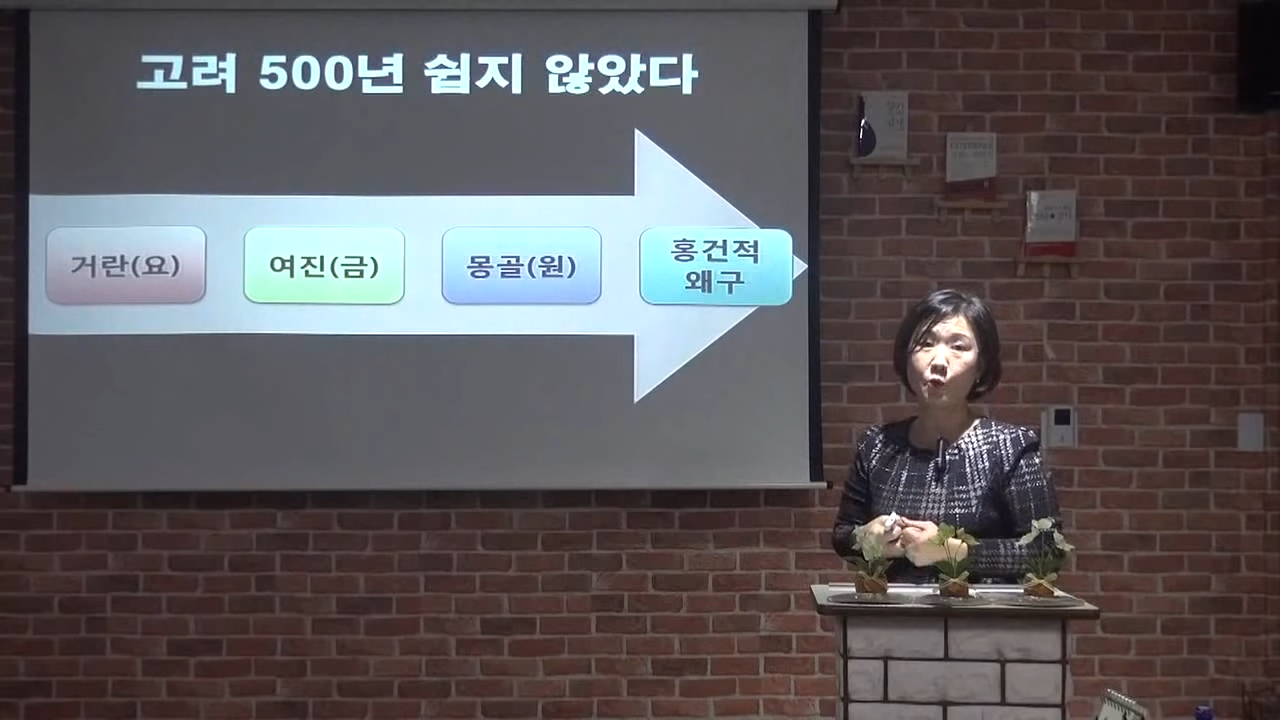 고려 500년 쉽지 않았다
거란(요)
여진(금)
몽골(원)
홍건적
왜구